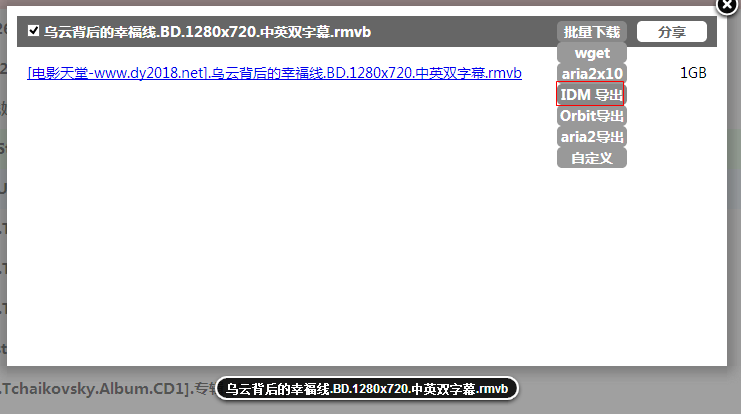 乌云背后的幸福线.BD.1280x720.中英双字幕.rmvb 批量下载 分享
wget
[电影天堂-www.dy2018.net].乌云背后的幸福线.BD.1280x720.中英双字幕.rmvb aria2x10 1GB
IDM 导出
Orbit导出
aria2导出
自定义
.Tchaikovsky.Album.CD1].专辑
乌云背后的幸福线.BD.1280x720.中英双字幕.rmvb